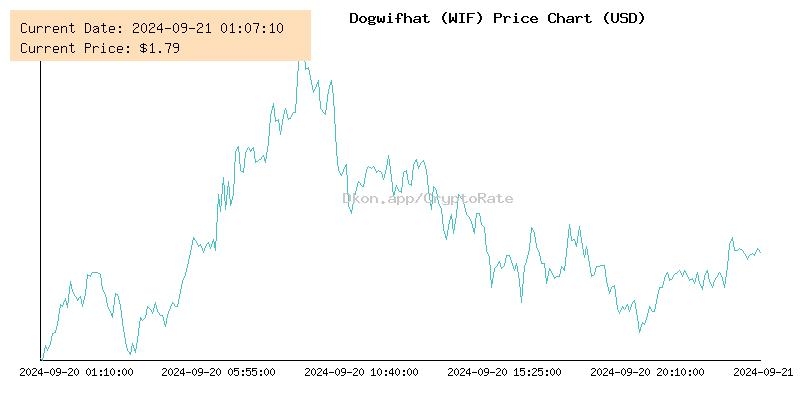 Dogwifhat (WIF) Price Chart (USD)
Current Date: 2024-09-21 01:07:10
Current Price: $1.79
Dkon.app/CryptoRate
2024-09-20 01:10:00 2024-09-20 05:55:00 2024-09-20 10:40:00 2024-09-20 15:25:00 2024-09-20 20:10:00 2024-09-21